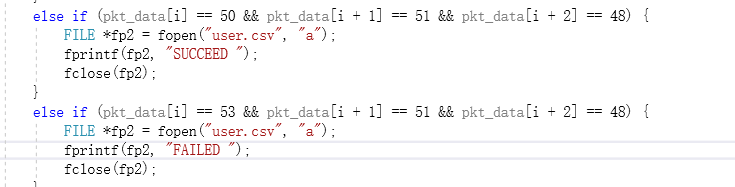 else if (pkt_data[i] == 50 && pkt_data[i + 1] == 51 && pkt_data[i + 2] == 48) {
FILE *fp2 = fopen("user.csv", "a");
fprintf(fp2, "SUCCEED ");
fclose(fp2);
}
else if (pkt_data[i] == 53 && pkt_data[i + 1] == 51 && pkt_data[i + 2] == 48) {
FILE *fp2 = fopen("user.csv", "a");
fprintf(fp2, "FAILED ");
fclose(fp2);